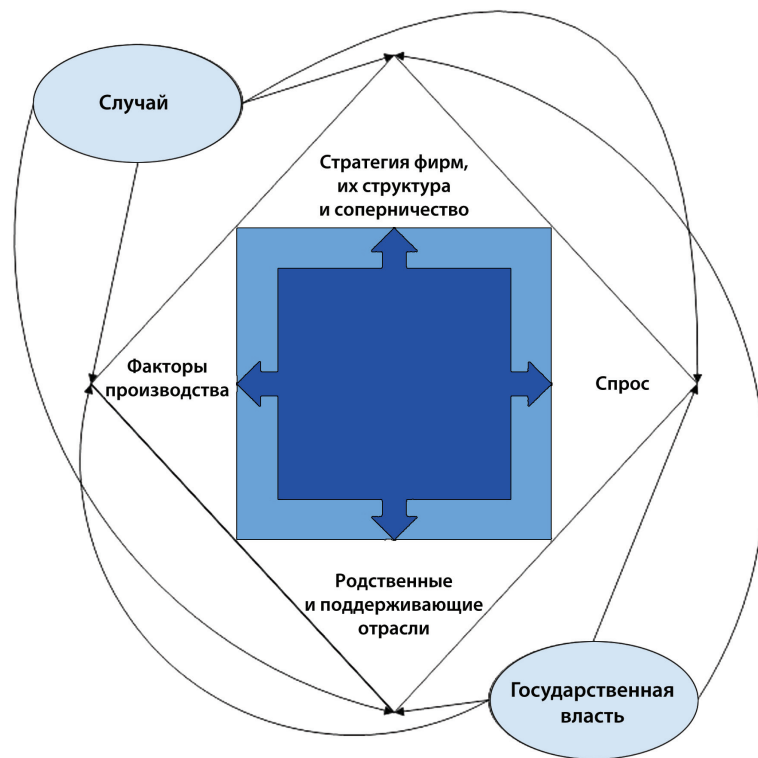 Случай
Стратегия фирм,
их структура
и соперничество
Факторы
производства
Спрос
Родственные
и поддерживающие
отрасли
Государственная
власть